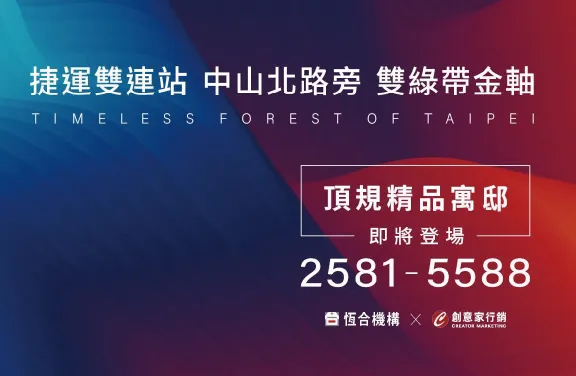 捷運雙連站 中山北路旁 雙綠帶金軸
TIMELESS FOREST OF TAIPEI
頂規精品寓邸
即將登場
2581-5588
恆合機構 × 創意家行銷
CREATOR MARKETING